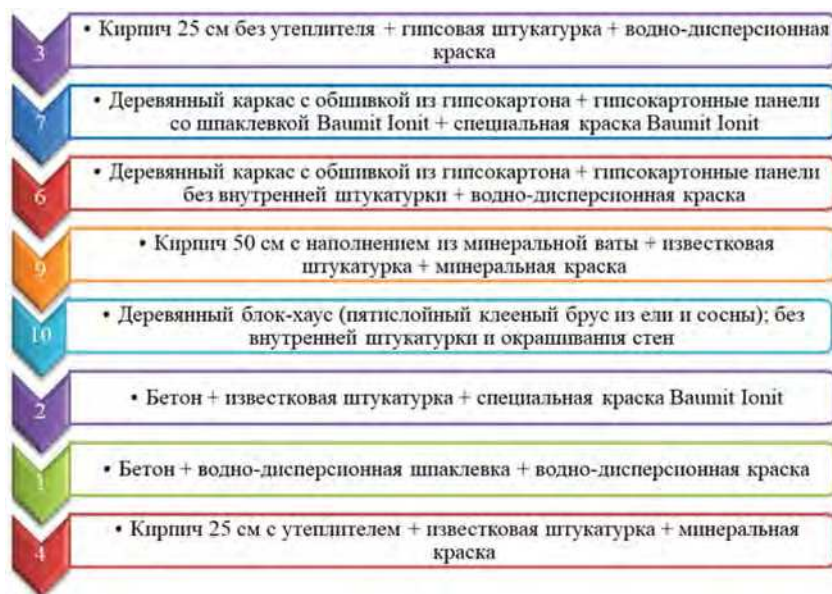 3
• Кирпич 25 см без утеплителя + гипсовая штукатурка + водно-дисперсионная
краска
7
• Деревянный каркас с обшивкой из гипсокартона + гипсокартонные панели
со шпаклевкой Baumit Ionit + специальная краска Baumit Ionit
6
• Деревянный каркас с обшивкой из гипсокартона + гипсокартонные панели
без внутренней штукатурки + водно-дисперсионная краска
9
• Кирпич 50 см с наполнением из минеральной ваты + известковая
штукатурка + минеральная краска
10
• Деревянный блок-хаус (пятислойный клееный брус из ели и сосны); без
внутренней штукатурки и окрашивания стен
2
• Бетон + известковая штукатурка + специальная краска Baumit Ionit
1
• Бетон + водно-дисперсионная шпаклевка + водно-дисперсионная краска
4
• Кирпич 25 см с утеплителем + известковая штукатурка + минеральная
краска